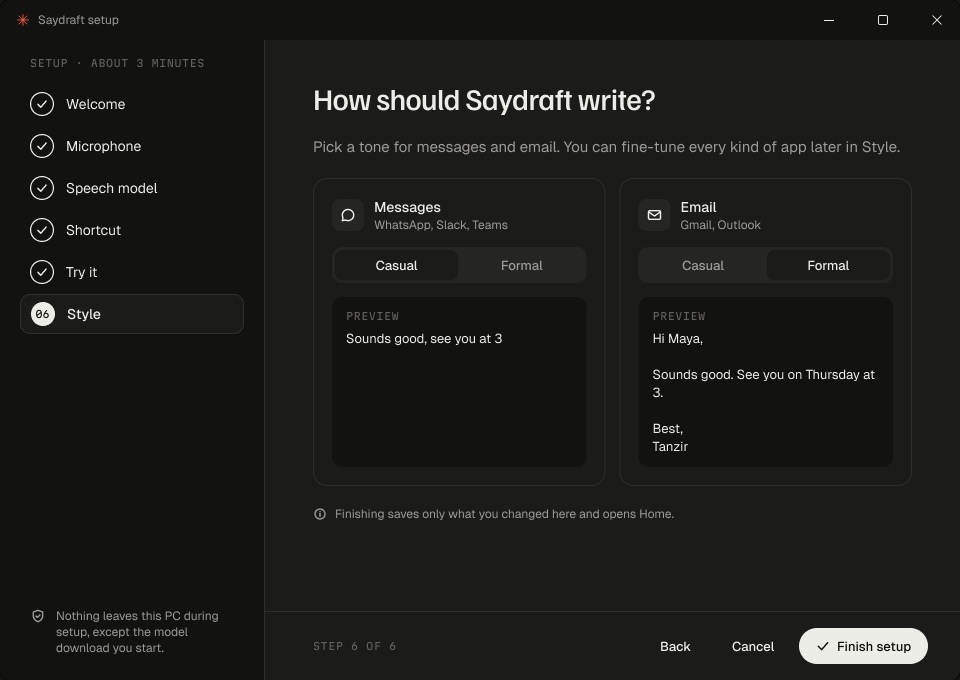 Saydraft setup
SETUP · ABOUT 3 MINUTES
Welcome
Microphone
Speech model
Shortcut
Try it
06 Style
Nothing leaves this PC during
setup, except the model
download you start.
How should Saydraft write?
Pick a tone for messages and email. You can fine-tune every kind of app later in Style.
Messages
WhatsApp, Slack, Teams
Casual Formal
PREVIEW
Sounds good, see you at 3
Email
Gmail, Outlook
Casual Formal
PREVIEW
Hi Maya,
Sounds good. See you on Thursday at
3.
Best,
Tanzir
Finishing saves only what you changed here and opens Home.
STEP 6 OF 6
Back
Cancel
Finish setup